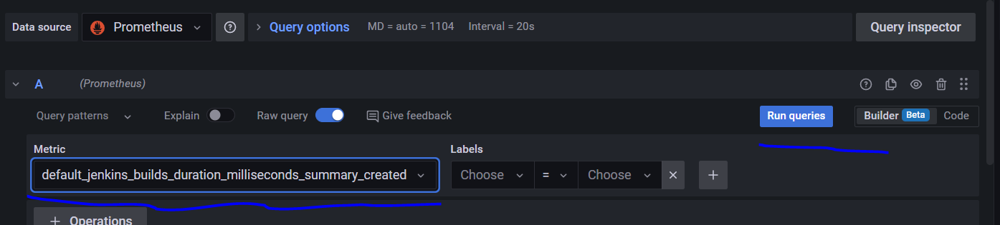 Data source Prometheus Query options MD = auto = 1104 Interval = 20s Query inspector
A (Prometheus)
Query patterns Explain Raw query Give feedback Run queries Builder Beta Code
Metric Labels
default_jenkins_builds_duration_milliseconds_summary_created Choose = Choose
+ Operations